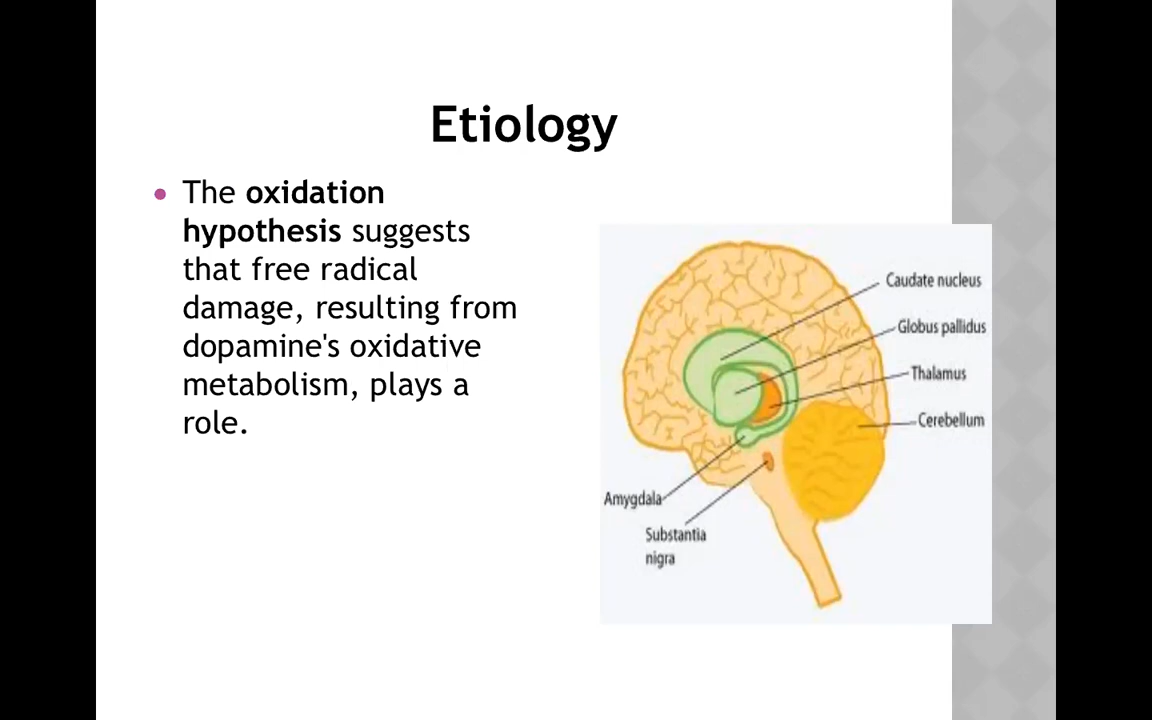 Etiology
The oxidation
hypothesis suggests
that free radical
damage, resulting from
dopamine's oxidative
metabolism, plays a
role.
Caudate nucleus
Globus pallidus
Thalamus
Cerebellum
Amygdala
Substantia
nigra